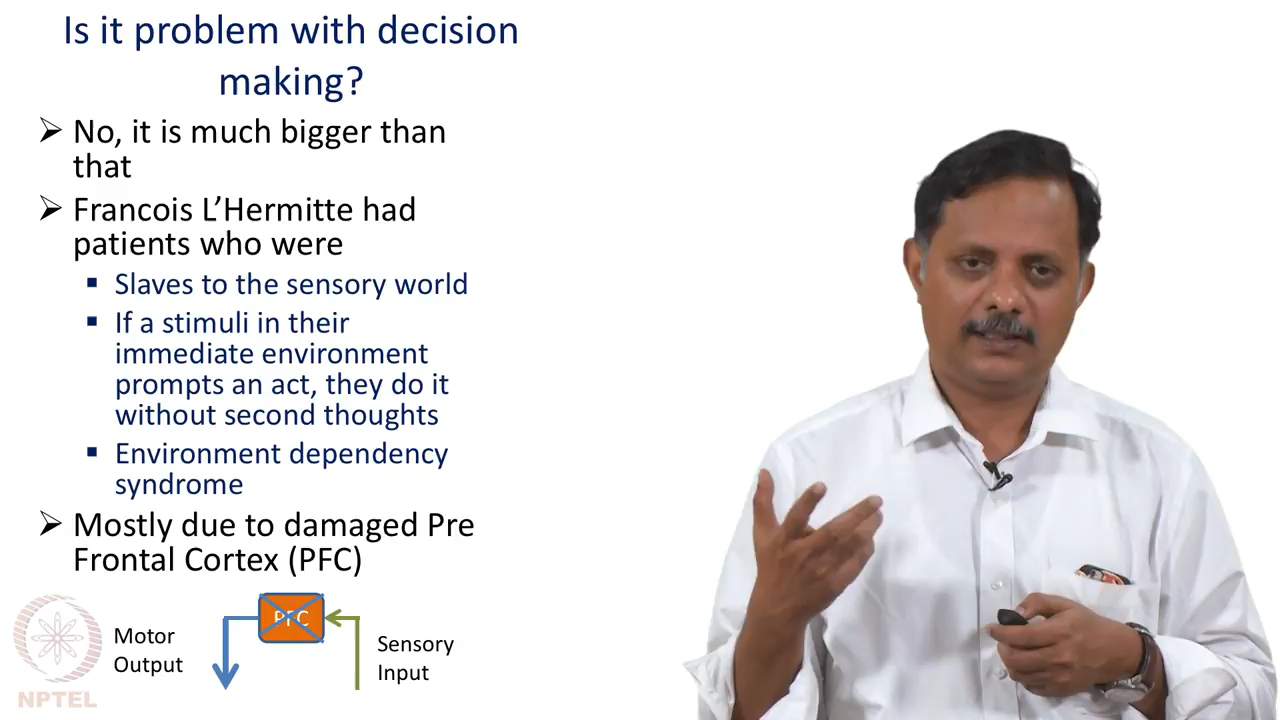 Is it problem with decision
making?
➢ No, it is much bigger than
that
➢ Francois L’Hermitte had
patients who were
▪ Slaves to the sensory world
▪ If a stimuli in their
immediate environment
prompts an act, they do it
without second thoughts
▪ Environment dependency
syndrome
➢ Mostly due to damaged Pre
Frontal Cortex (PFC)
PFC
Motor
Output
Sensory
Input
NPTEL